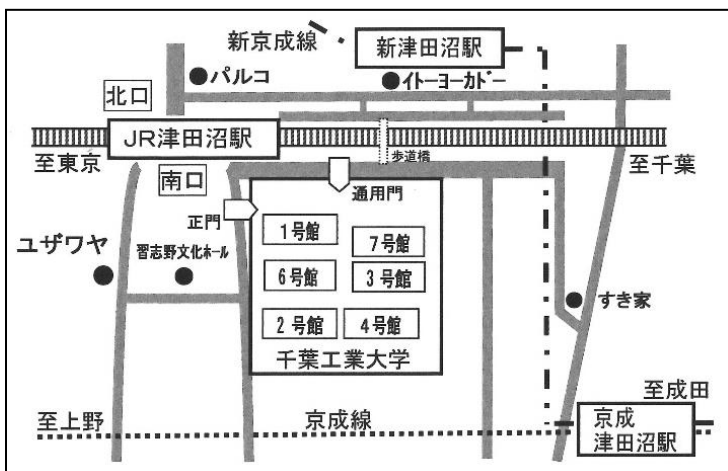 新京成線
新津田沼駅
パルコ
イトーヨーカドー
北口
JR津田沼駅
至東京
歩道橋
至千葉
南口
通用門
正門
1号館
7号館
ユザワヤ
習志野文化ホール
6号館
3号館
すき家
2号館
4号館
千葉工業大学
至成田
至上野
京成線
京成
津田沼駅